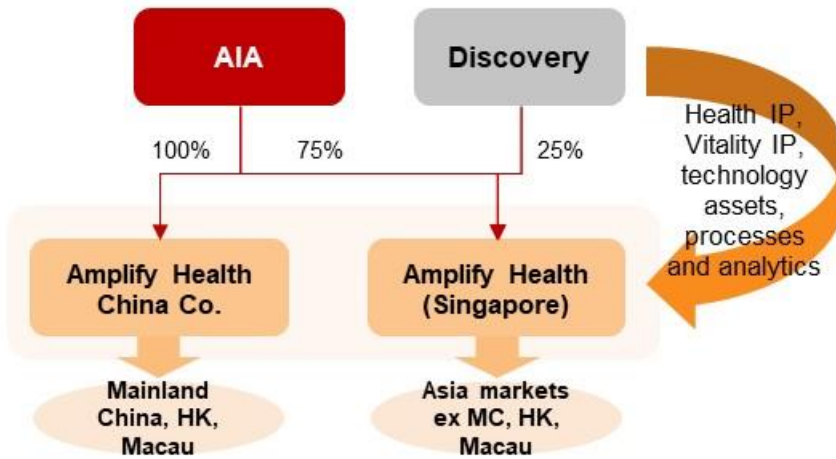 AIA
Discovery
100%
75%
25%
Health IP,
Vitality IP,
technology
assets,
processes
and analytics
Amplify Health
China Co.
Amplify Health
(Singapore)
Mainland
China, HK,
Macau
Asia markets
ex MC, HK,
Macau